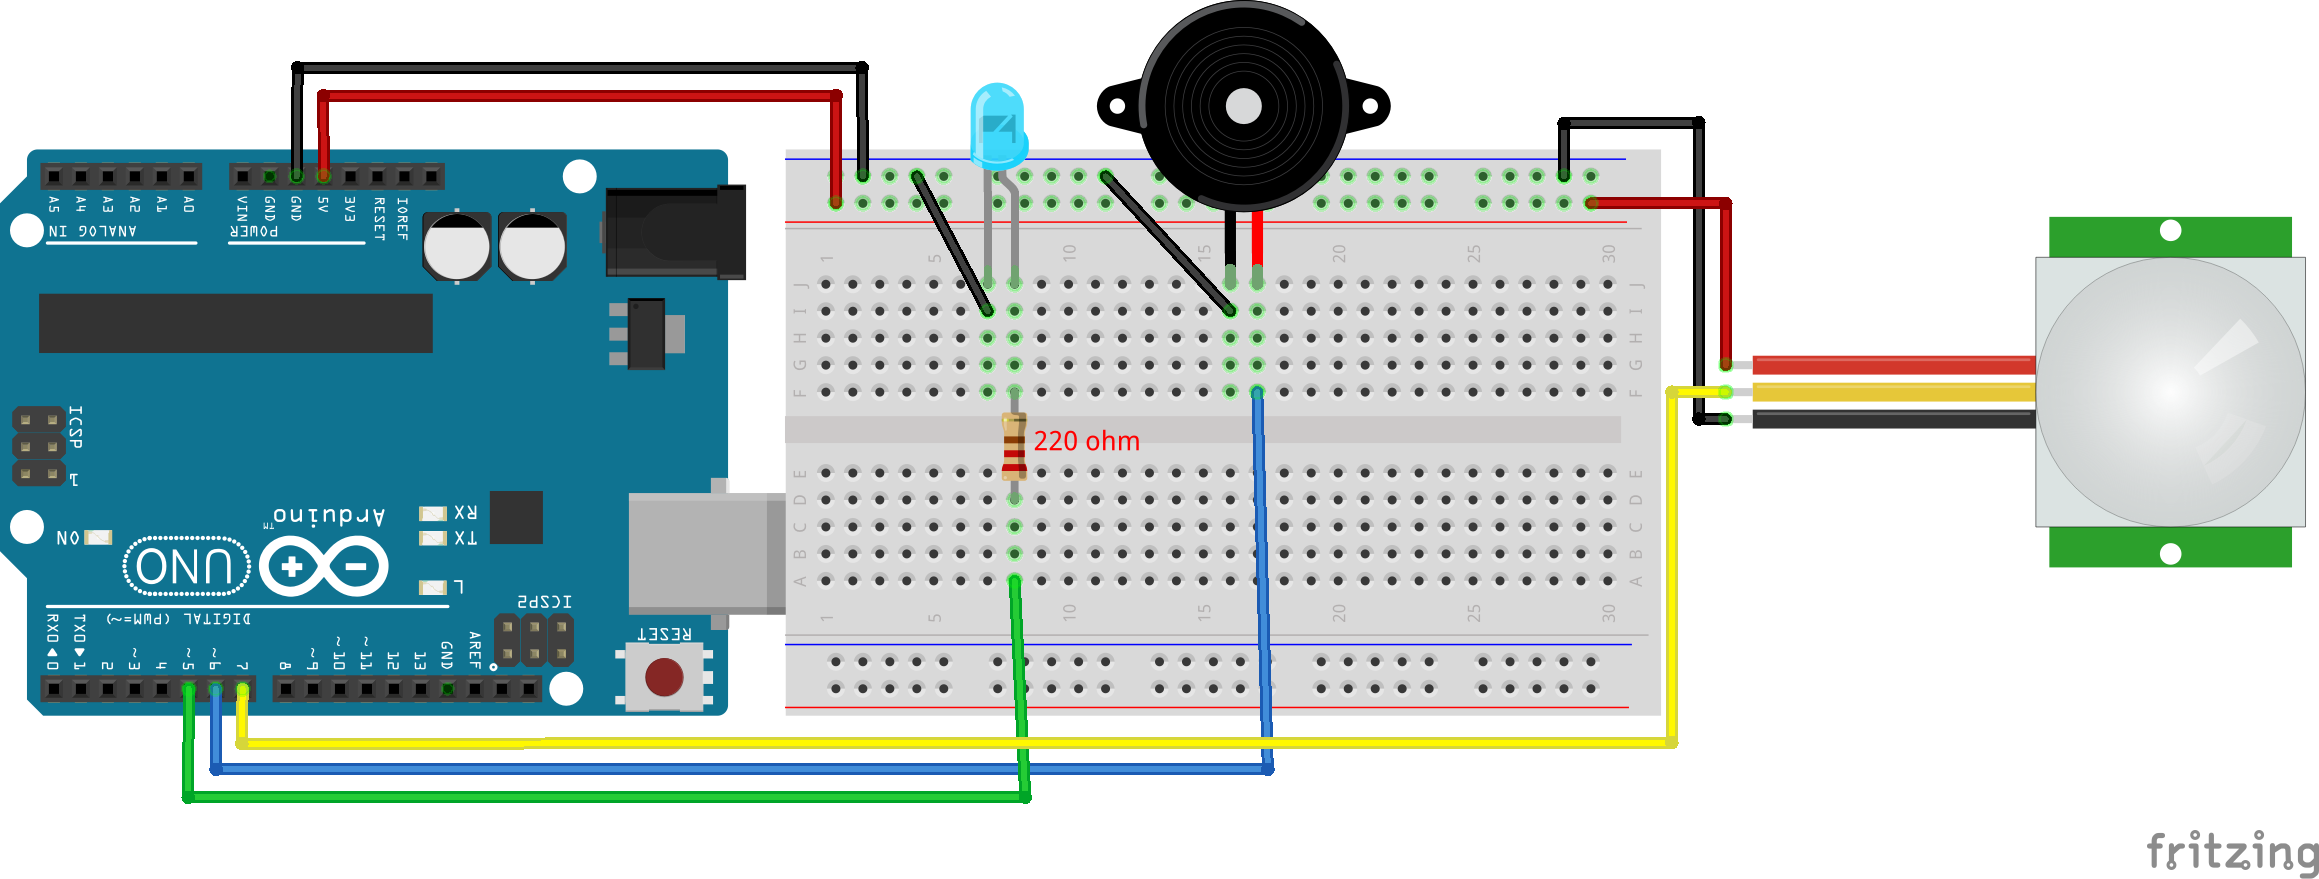 A5 A4 A3 A2 A1 A0
VIN GND GND 5V 3V3 RESET IOREF
ANALOG IN
POWER
1 5 10 15 20 25 30
J J
I I
H H
G G
F F
220 ohm
ICSP
1
E E
D D
C C
B B
A A
Arduino™
RX
TX
ON
UNO
L
ICSP2
DIGITAL (PWM=~)
1 5 10 15 20 25 30
RESET
RX0◄0 TX0►1 2 ~3 4 ~5 ~6 7 8 ~9 ~10 ~11 12 13 GND AREF
fritzing